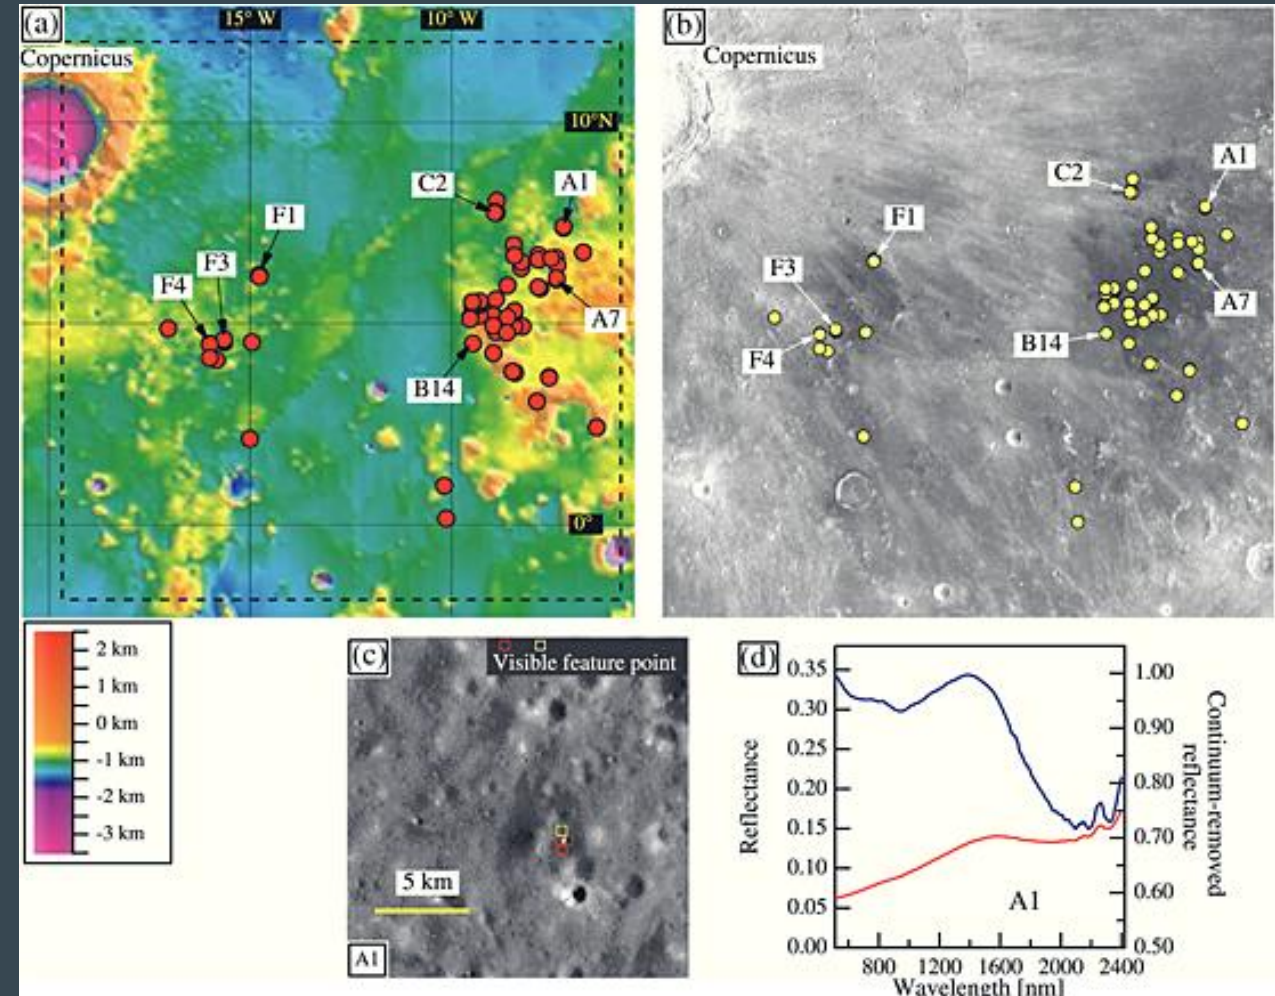 (a)
15° W
10° W
Copernicus
10°N
C2
A1
F1
F3
F4
A7
B14
0°
(b)
Copernicus
C2
A1
F1
F3
A7
B14
F4
2 km
1 km
0 km
-1 km
-2 km
-3 km
(c)
Visible feature point
5 km
A1
(d)
0.35
0.30
0.25
0.20
0.15
0.10
0.05
0.00
Reflectance
1.00
0.90
0.80
0.70
0.60
0.50
Continuum-removed
reflectance
A1
800 1200 1600 2000 2400
Wavelength [nm]